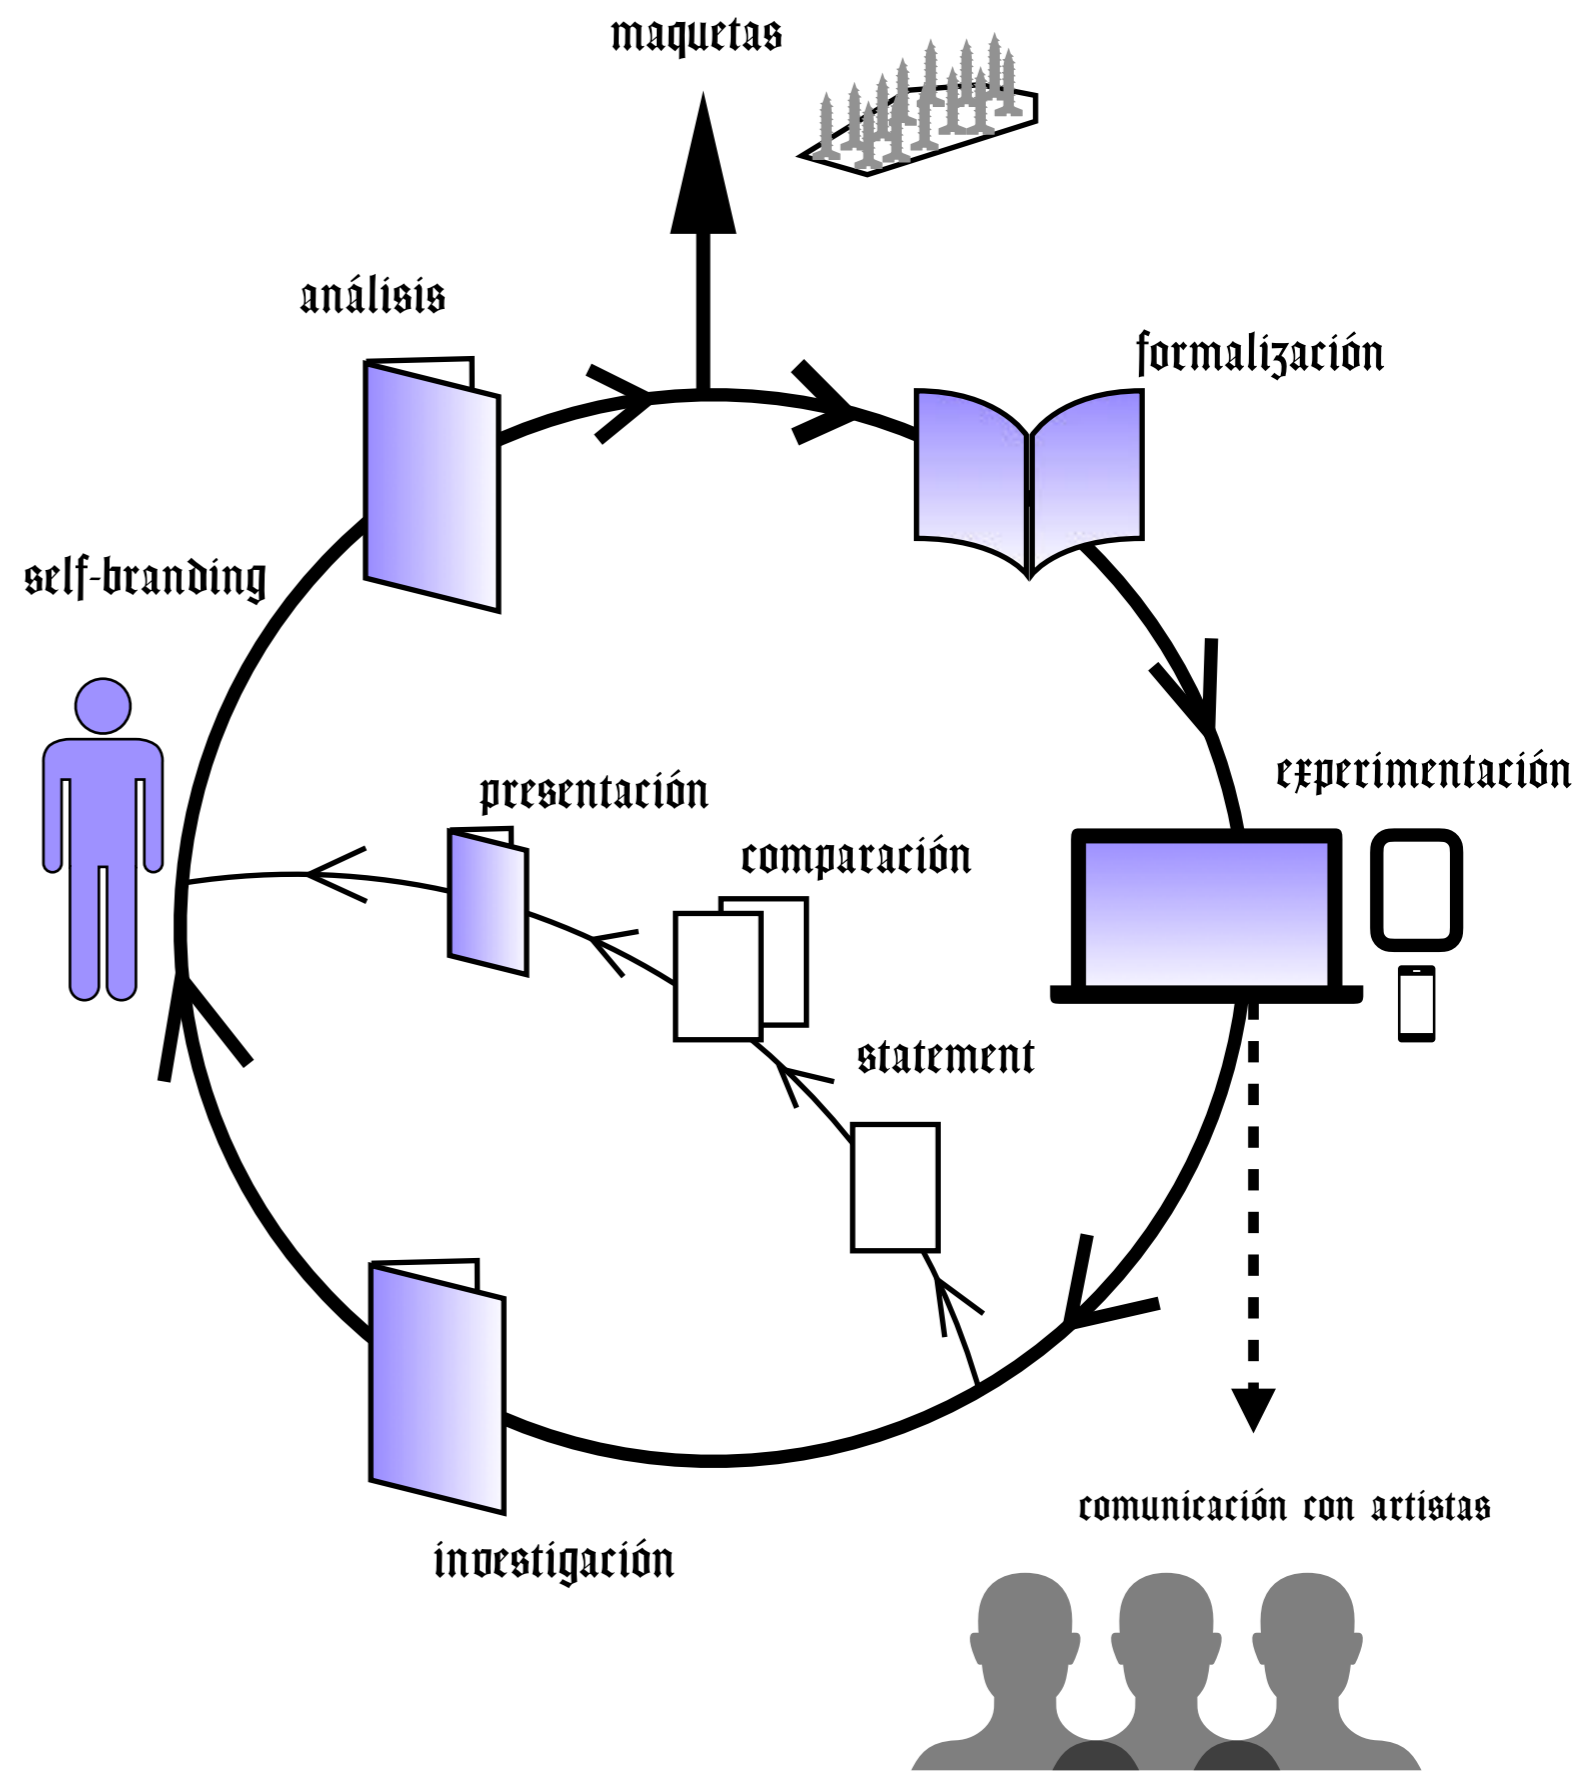 maquetas
análisis
formalización
self-branding
experimentación
presentación
comparación
statement
comunicación con artistas
investigación